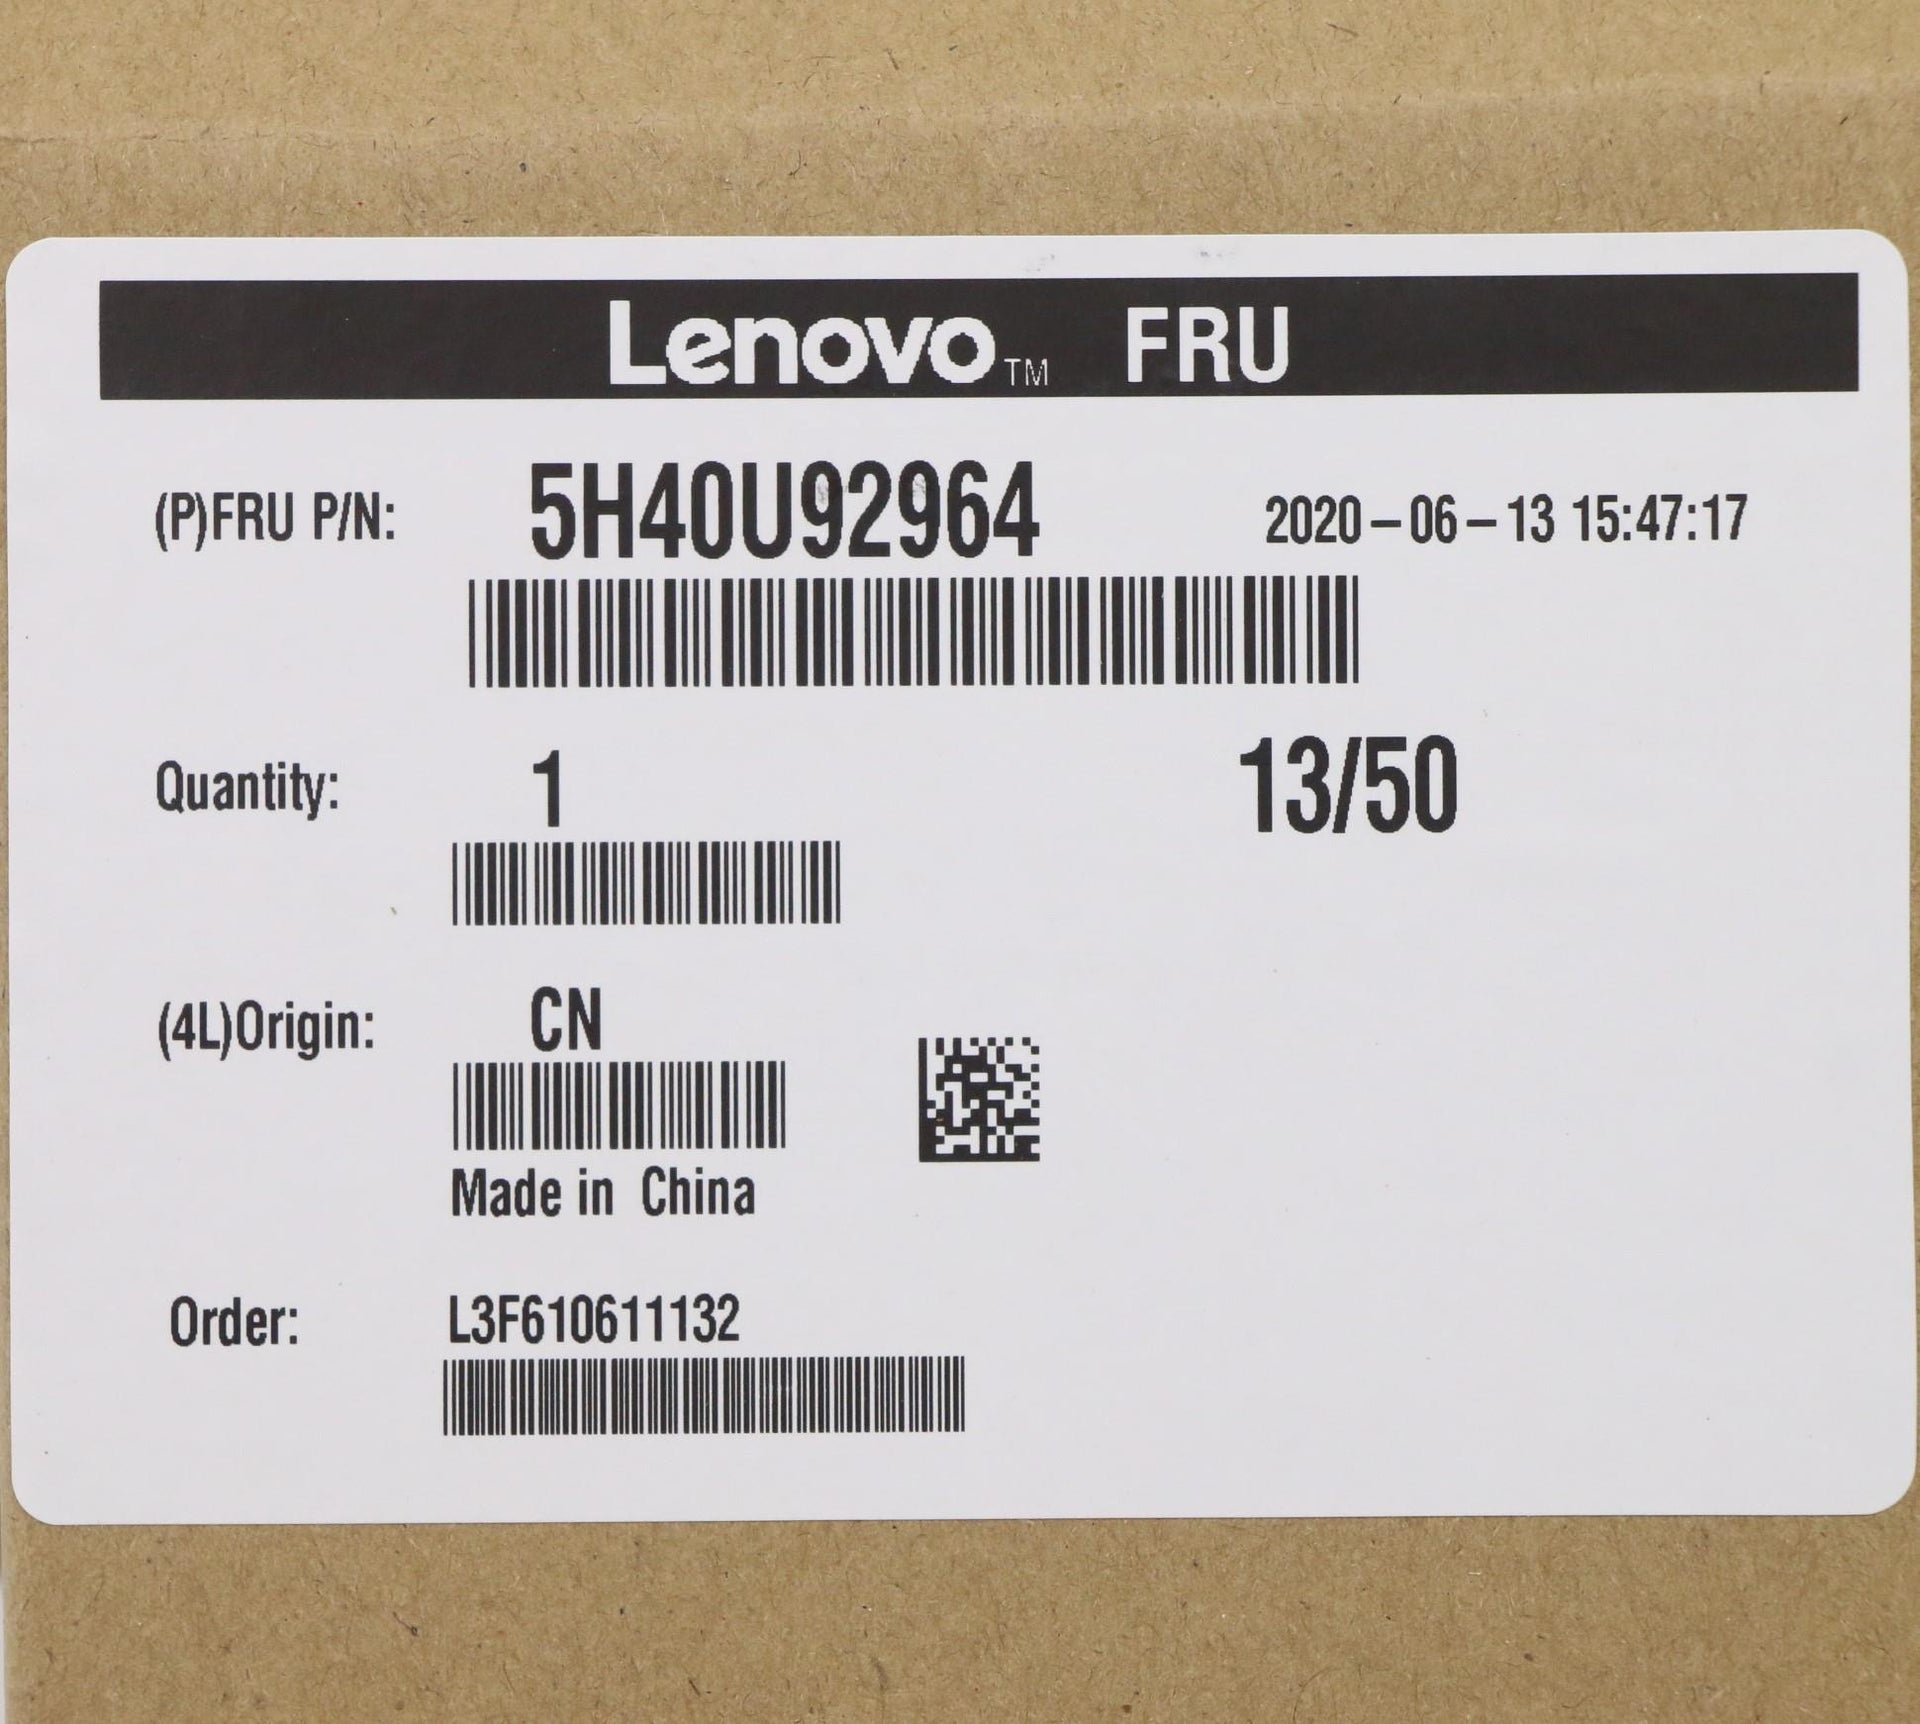 Lenovo™ FRU
(P)FRU P/N: 5H40U92964 2020-06-13 15:47:17
Quantity: 1 13/50
(4L)Origin: CN
Made in China
Order: L3F610611132